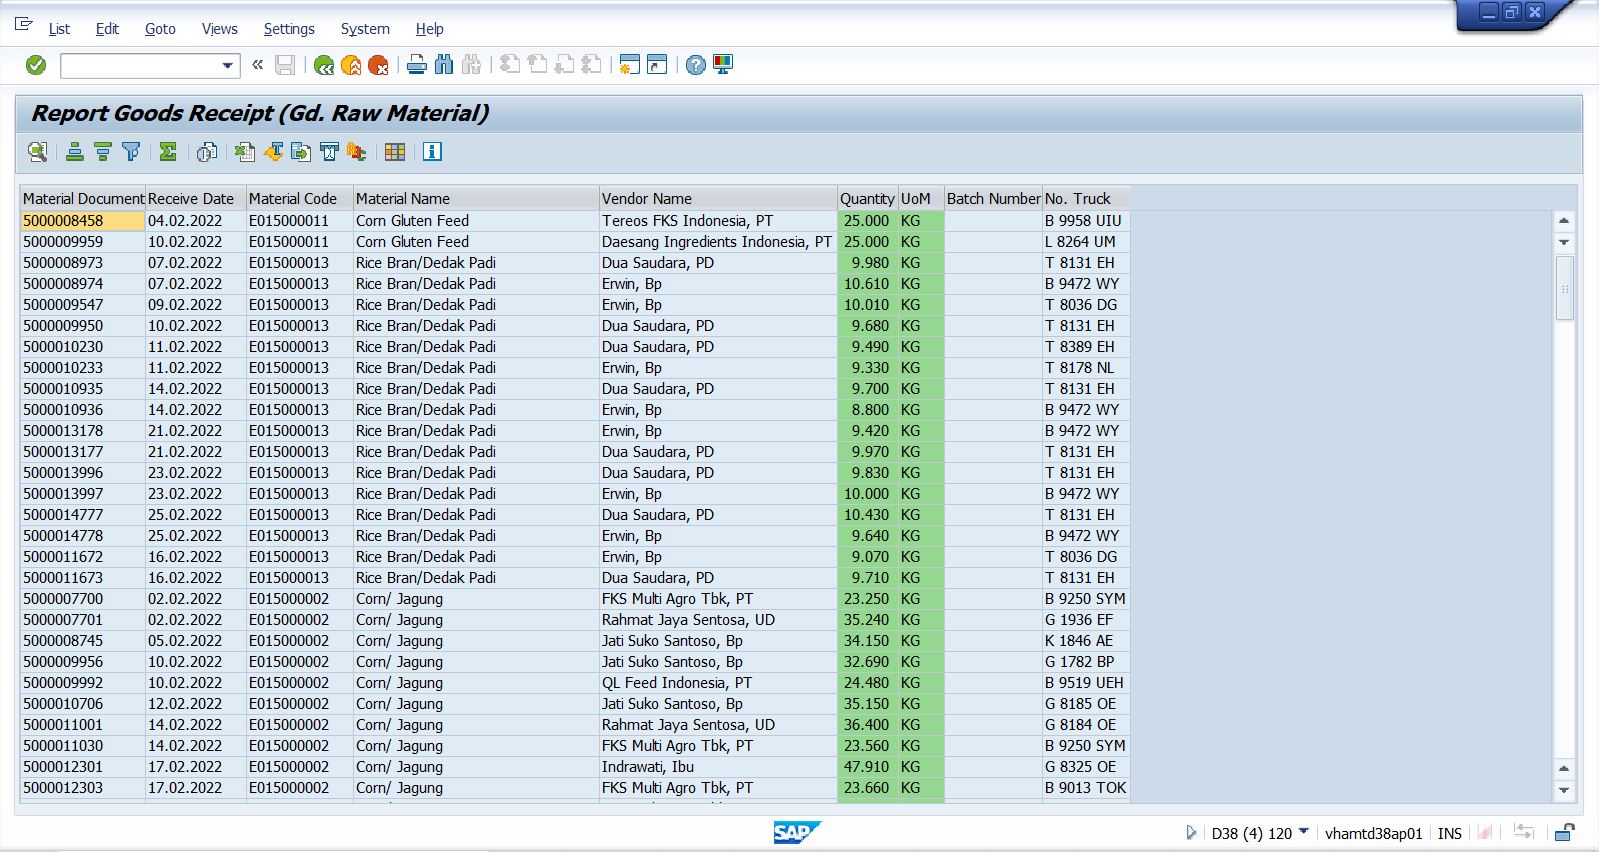 List Edit Goto Views Settings System Help
Report Goods Receipt (Gd. Raw Material)
Material Document Receive Date Material Code Material Name Vendor Name Quantity UoM Batch Number No. Truck
5000008458 04.02.2022 E015000011 Corn Gluten Feed Tereos FKS Indonesia, PT 25.000 KG B 9958 UIU
5000009959 10.02.2022 E015000011 Corn Gluten Feed Daesang Ingredients Indonesia, PT 25.000 KG L 8264 UM
5000008973 07.02.2022 E015000013 Rice Bran/Dedak Padi Dua Saudara, PD 9.980 KG T 8131 EH
5000008974 07.02.2022 E015000013 Rice Bran/Dedak Padi Erwin, Bp 10.610 KG B 9472 WY
5000009547 09.02.2022 E015000013 Rice Bran/Dedak Padi Erwin, Bp 10.010 KG T 8036 DG
5000009950 10.02.2022 E015000013 Rice Bran/Dedak Padi Dua Saudara, PD 9.680 KG T 8131 EH
5000010230 11.02.2022 E015000013 Rice Bran/Dedak Padi Dua Saudara, PD 9.490 KG T 8389 EH
5000010233 11.02.2022 E015000013 Rice Bran/Dedak Padi Erwin, Bp 9.330 KG T 8178 NL
5000010935 14.02.2022 E015000013 Rice Bran/Dedak Padi Dua Saudara, PD 9.700 KG T 8131 EH
5000010936 14.02.2022 E015000013 Rice Bran/Dedak Padi Erwin, Bp 8.800 KG B 9472 WY
5000013178 21.02.2022 E015000013 Rice Bran/Dedak Padi Erwin, Bp 9.420 KG B 9472 WY
5000013177 21.02.2022 E015000013 Rice Bran/Dedak Padi Dua Saudara, PD 9.970 KG T 8131 EH
5000013996 23.02.2022 E015000013 Rice Bran/Dedak Padi Dua Saudara, PD 9.830 KG T 8131 EH
5000013997 23.02.2022 E015000013 Rice Bran/Dedak Padi Erwin, Bp 10.000 KG B 9472 WY
5000014777 25.02.2022 E015000013 Rice Bran/Dedak Padi Dua Saudara, PD 10.430 KG T 8131 EH
5000014778 25.02.2022 E015000013 Rice Bran/Dedak Padi Erwin, Bp 9.640 KG B 9472 WY
5000011672 16.02.2022 E015000013 Rice Bran/Dedak Padi Erwin, Bp 9.070 KG T 8036 DG
5000011673 16.02.2022 E015000013 Rice Bran/Dedak Padi Dua Saudara, PD 9.710 KG T 8131 EH
5000007700 02.02.2022 E015000002 Corn/ Jagung FKS Multi Agro Tbk, PT 23.250 KG B 9250 SYM
5000007701 02.02.2022 E015000002 Corn/ Jagung Rahmat Jaya Sentosa, UD 35.240 KG G 1936 EF
5000008745 05.02.2022 E015000002 Corn/ Jagung Jati Suko Santoso, Bp 34.150 KG K 1846 AE
5000009956 10.02.2022 E015000002 Corn/ Jagung Jati Suko Santoso, Bp 32.690 KG G 1782 BP
5000009992 10.02.2022 E015000002 Corn/ Jagung QL Feed Indonesia, PT 24.480 KG B 9519 UEH
5000010706 12.02.2022 E015000002 Corn/ Jagung Jati Suko Santoso, Bp 35.150 KG G 8185 OE
5000011001 14.02.2022 E015000002 Corn/ Jagung Rahmat Jaya Sentosa, UD 36.400 KG G 8184 OE
5000011030 14.02.2022 E015000002 Corn/ Jagung FKS Multi Agro Tbk, PT 23.560 KG B 9250 SYM
5000012301 17.02.2022 E015000002 Corn/ Jagung Indrawati, Ibu 47.910 KG G 8325 OE
5000012303 17.02.2022 E015000002 Corn/ Jagung FKS Multi Agro Tbk, PT 23.660 KG B 9013 TOK
SAP D38 (4) 120 vhamtd38ap01 INS